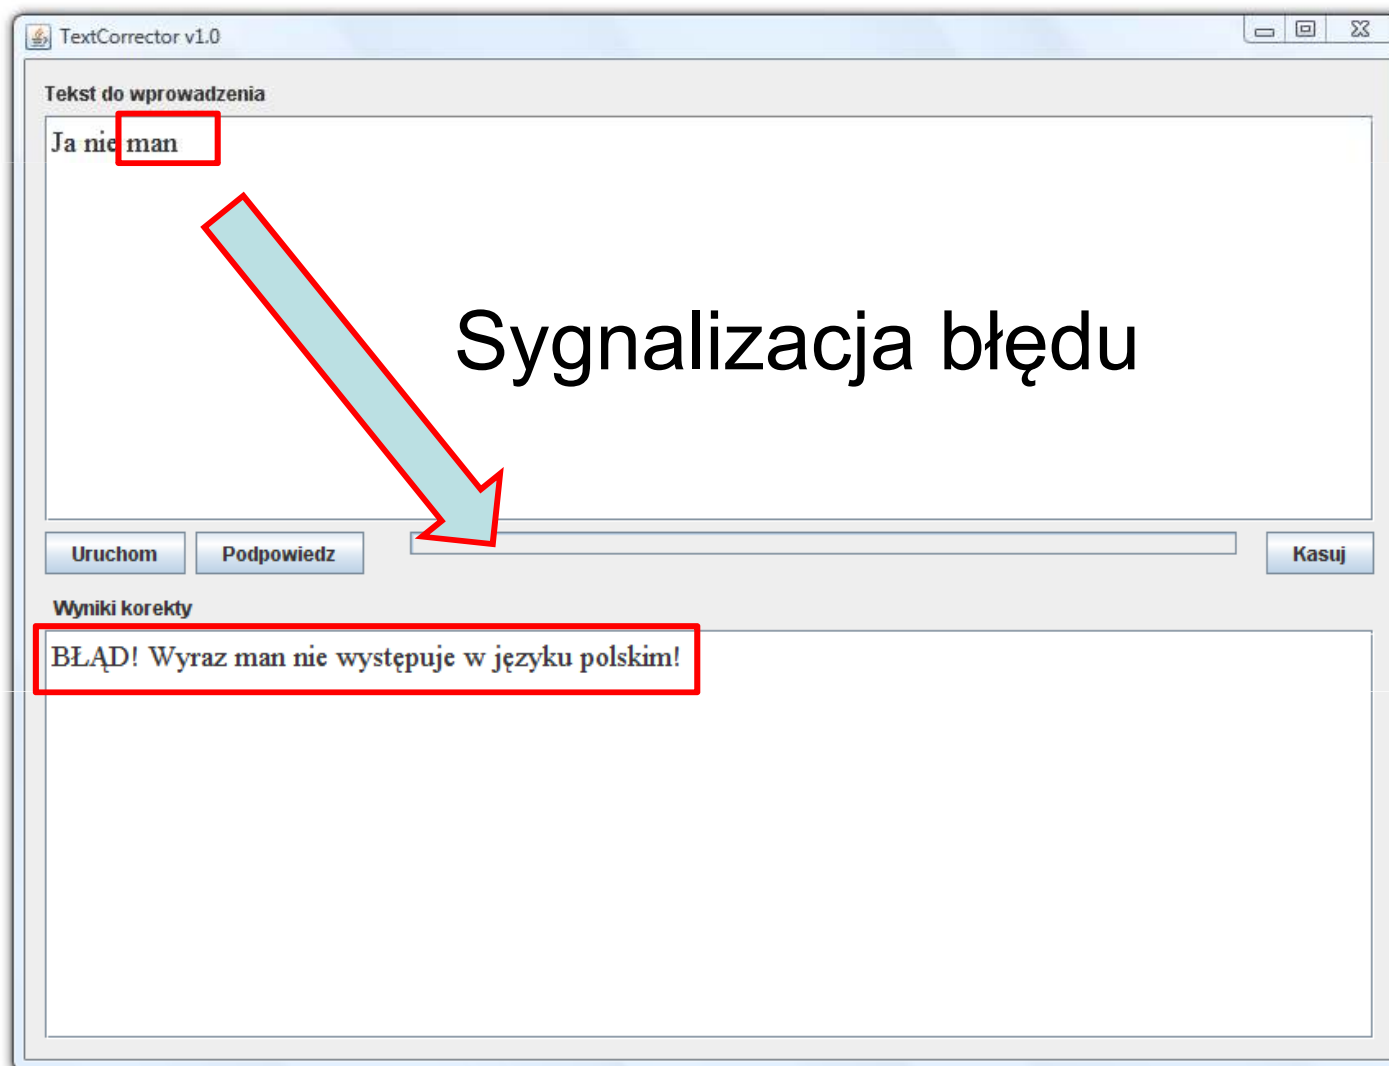 TextCorrector v1.0
Tekst do wprowadzenia
Ja nie man
Sygnalizacja błędu
Uruchom Podpowiedz Kasuj
Wyniki korekty
BŁĄD! Wyraz man nie występuje w języku polskim!